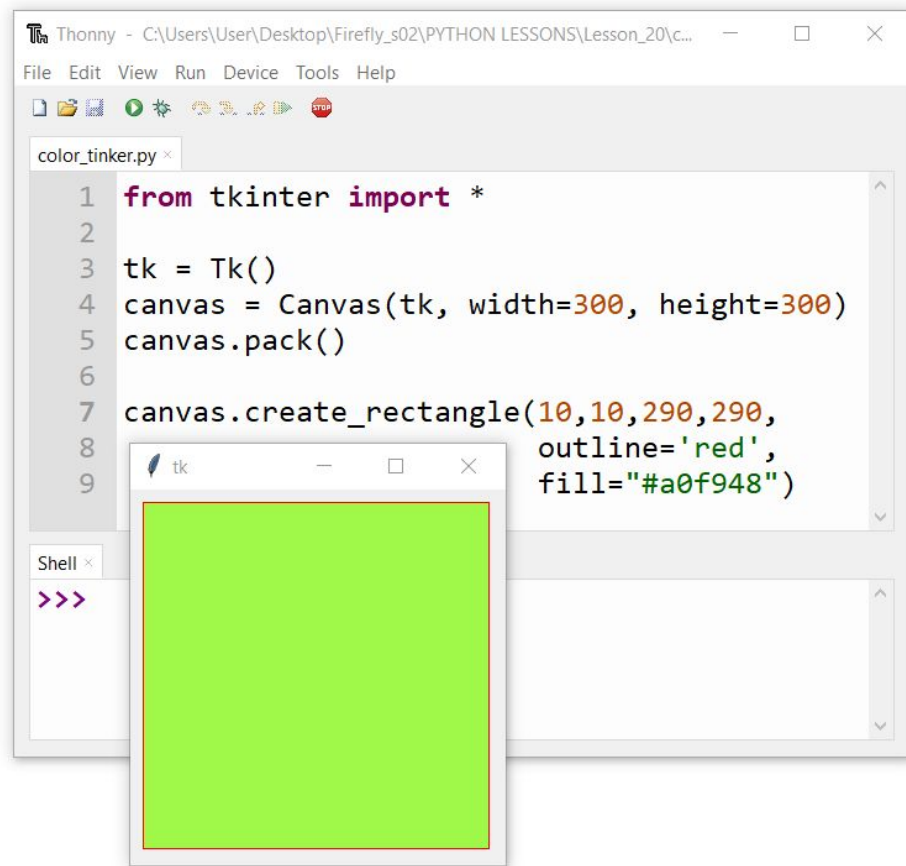 Thonny - C:\Users\User\Desktop\Firefly_s02\PYTHON LESSONS\Lesson_20\c...
File Edit View Run Device Tools Help
STOP
color_tinker.py ×
1 from tkinter import *
2
3 tk = Tk()
4 canvas = Canvas(tk, width=300, height=300)
5 canvas.pack()
6
7 canvas.create_rectangle(10,10,290,290,
8 outline='red',
9 fill="#a0f948")
tk
Shell ×
>>>